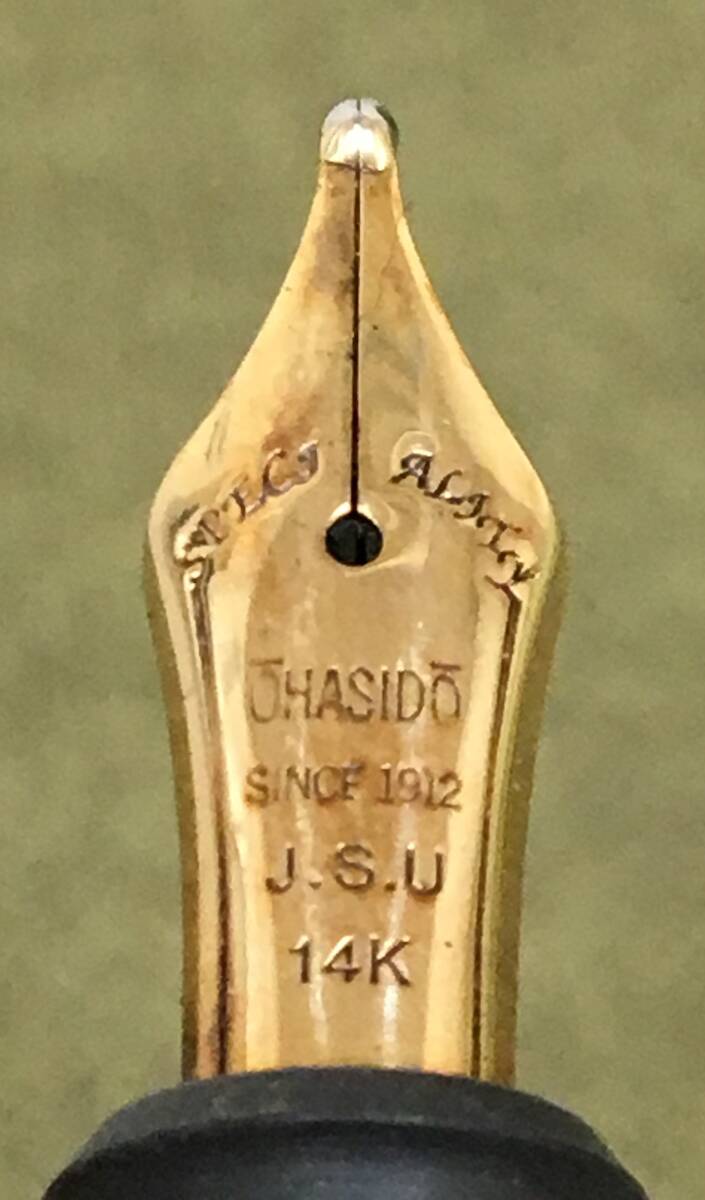 SPECIALITY
ŌHASIDŌ
SINCE 1912
J.S.U
14K